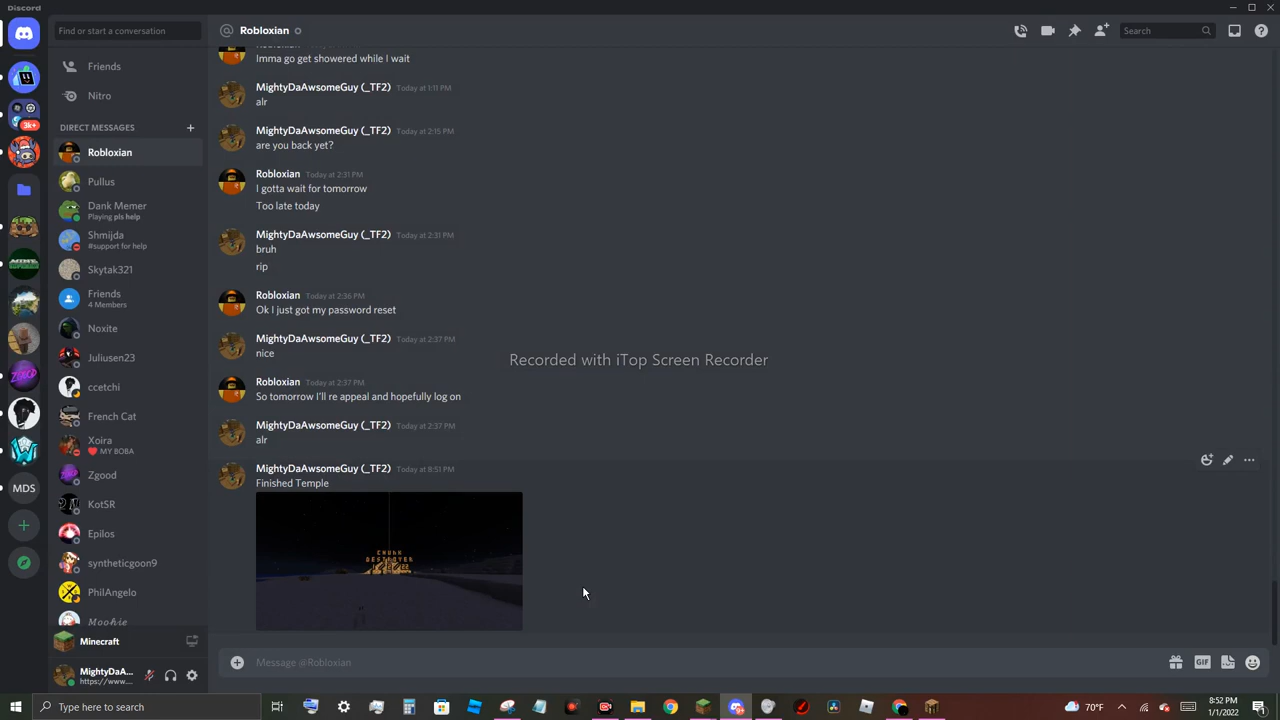 Discord
Find or start a conversation
Robloxian
Search
Friends
Nitro
DIRECT MESSAGES
Robloxian
Pullus
Dank Memer
Playing pls help
Shmijda
#support for help
Skytak321
Friends
4 Members
Noxite
Juliusen23
ccetchi
French Cat
Xoira
MY BOBA
Zgood
KotSR
Epilos
syntheticgoon9
PhilAngelo
Mookie
Minecraft
MightyDaA...
https://www....
3K+
MDS
Imma go get showered while I wait
MightyDaAwsomeGuy (_TF2) Today at 1:11 PM
alr
MightyDaAwsomeGuy (_TF2) Today at 2:15 PM
are you back yet?
Robloxian Today at 2:31 PM
I gotta wait for tomorrow
Too late today
MightyDaAwsomeGuy (_TF2) Today at 2:31 PM
bruh
rip
Robloxian Today at 2:36 PM
Ok I just got my password reset
MightyDaAwsomeGuy (_TF2) Today at 2:37 PM
nice
Recorded with iTop Screen Recorder
Robloxian Today at 2:37 PM
So tomorrow I'll re appeal and hopefully log on
MightyDaAwsomeGuy (_TF2) Today at 2:37 PM
alr
MightyDaAwsomeGuy (_TF2) Today at 8:51 PM
Finished Temple
CHUNK
DESTROYER
Message @Robloxian
GIF
Type here to search
70°F
8:52 PM
1/1/2022